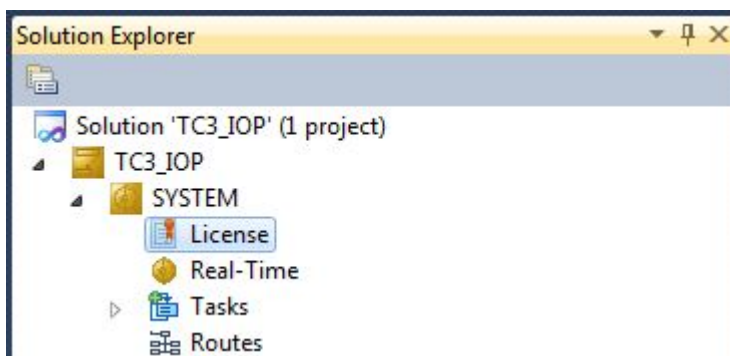 Solution Explorer
Solution 'TC3_IOP' (1 project)
TC3_IOP
SYSTEM
License
Real-Time
Tasks
Routes